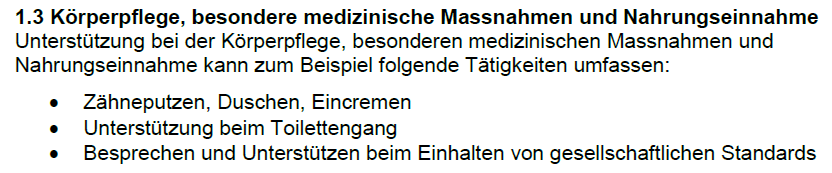 1.3 Körperpflege, besondere medizinische Massnahmen und Nahrungseinnahme
Unterstützung bei der Körperpflege, besonderen medizinischen Massnahmen und
Nahrungseinnahme kann zum Beispiel folgende Tätigkeiten umfassen:
• Zähneputzen, Duschen, Eincremen
• Unterstützung beim Toilettengang
• Besprechen und Unterstützen beim Einhalten von gesellschaftlichen Standards